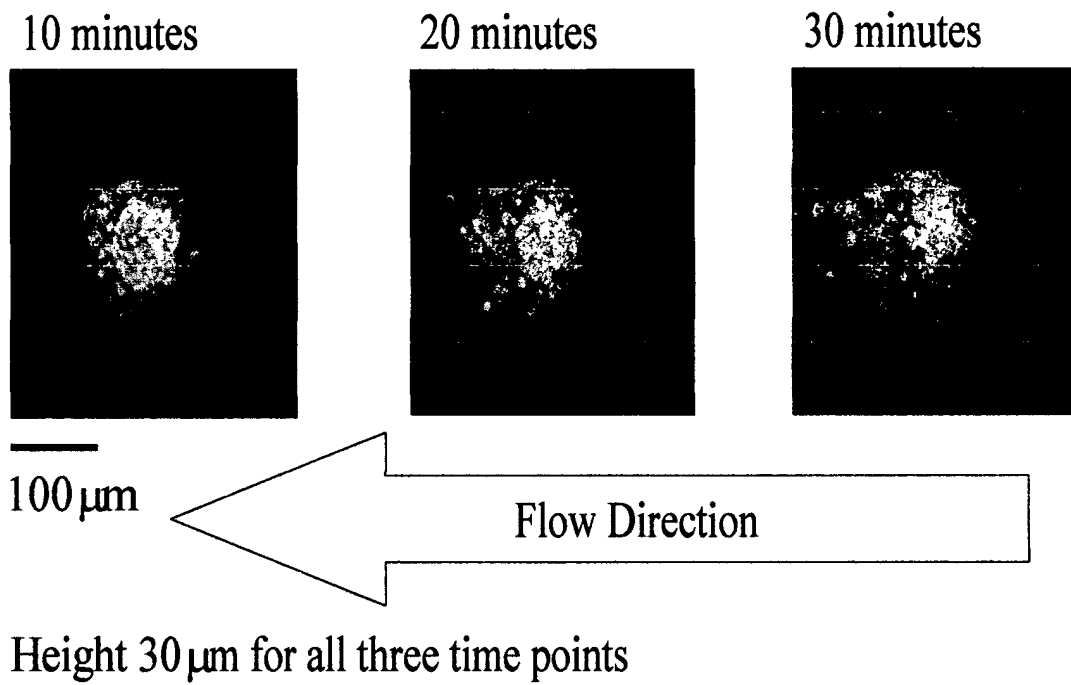 10 minutes
20 minutes
30 minutes
100 μm
Flow Direction
Height 30 μm for all three time points